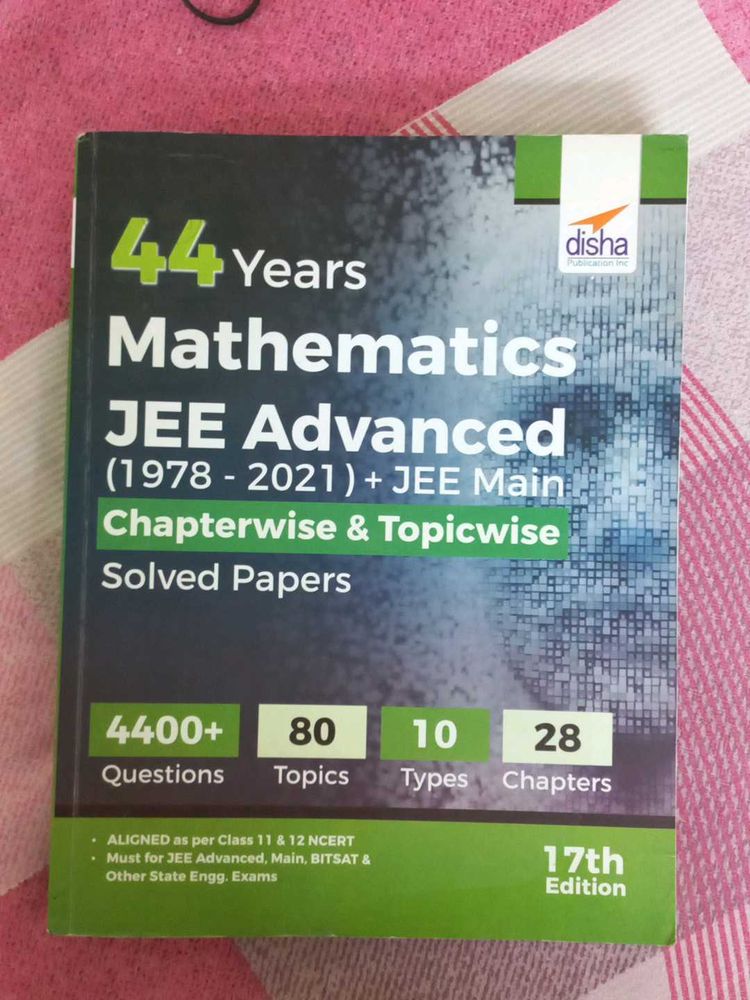 disha
Publication Inc
44 Years
Mathematics
JEE Advanced
(1978 - 2021) + JEE Main
Chapterwise & Topicwise
Solved Papers
4400+
Questions
80
Topics
10
Types
28
Chapters
• ALIGNED as per Class 11 & 12 NCERT
• Must for JEE Advanced, Main, BITSAT &
Other State Engg. Exams
17th
Edition